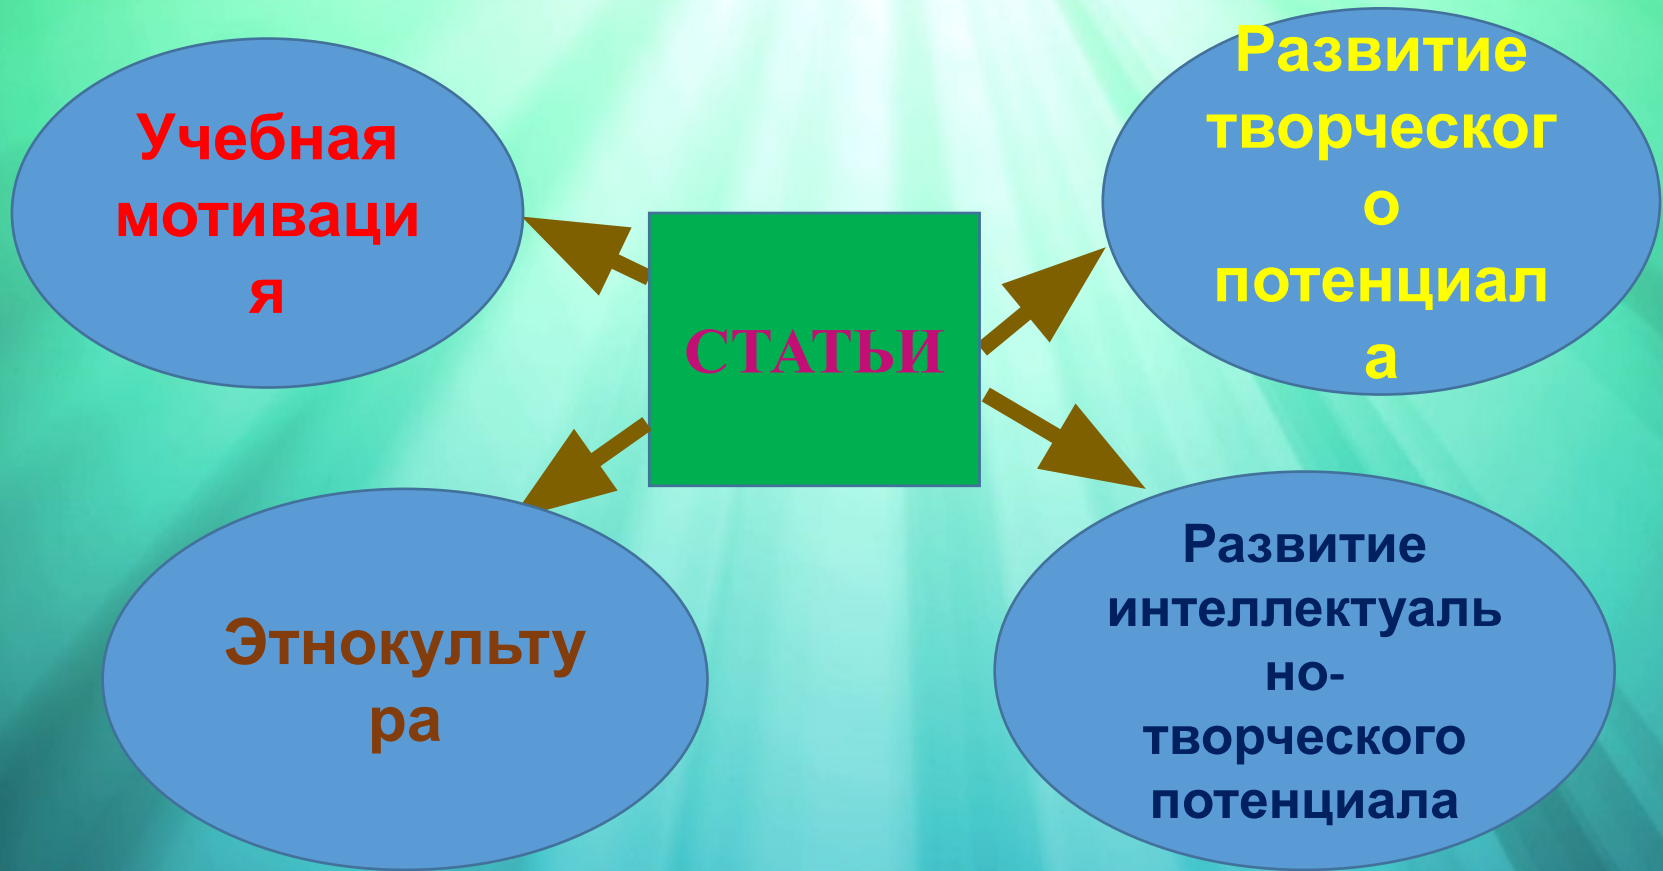 Учебная
мотиваци
я
Развитие
творческог
о
потенциал
а
СТАТЬИ
Этнокульту
ра
Развитие
интеллектуаль
но-
творческого
потенциала